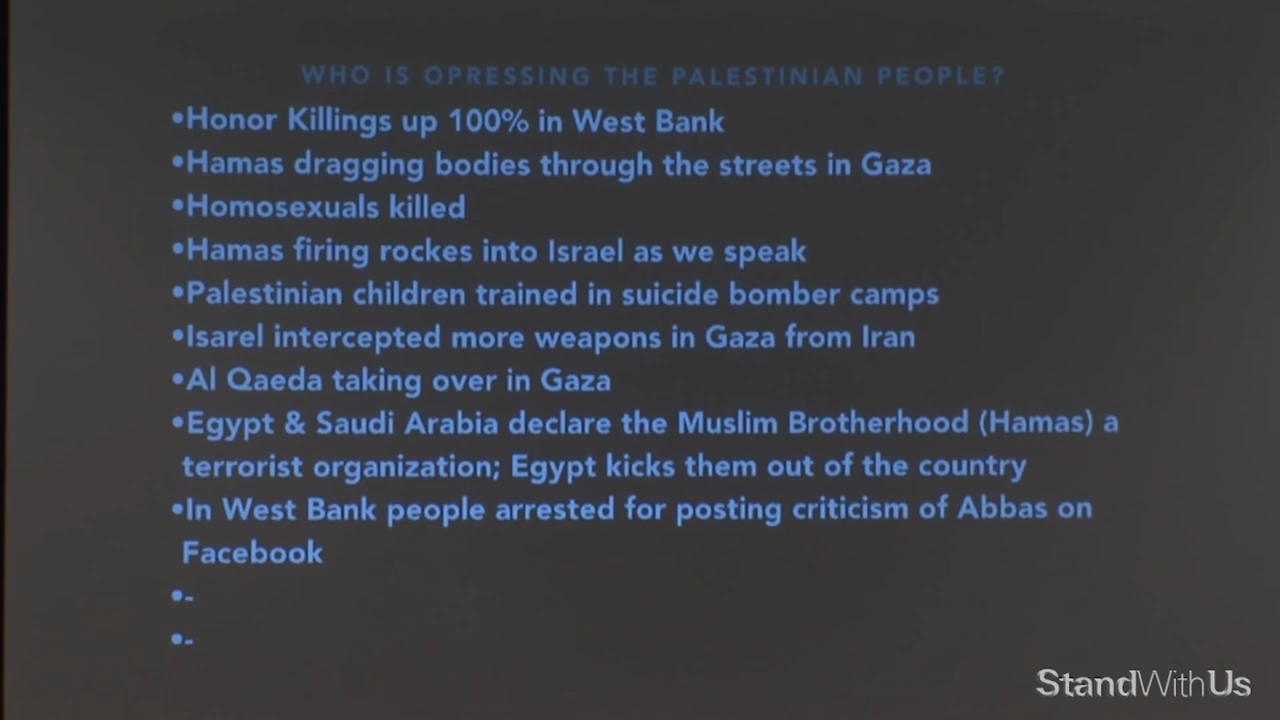 WHO IS OPRESSING THE PALESTINIAN PEOPLE?
•Honor Killings up 100% in West Bank
•Hamas dragging bodies through the streets in Gaza
•Homosexuals killed
•Hamas firing rockes into Israel as we speak
•Palestinian children trained in suicide bomber camps
•Isarel intercepted more weapons in Gaza from Iran
•Al Qaeda taking over in Gaza
•Egypt & Saudi Arabia declare the Muslim Brotherhood (Hamas) a
terrorist organization; Egypt kicks them out of the country
•In West Bank people arrested for posting criticism of Abbas on
Facebook
•-
•-
StandWithUs